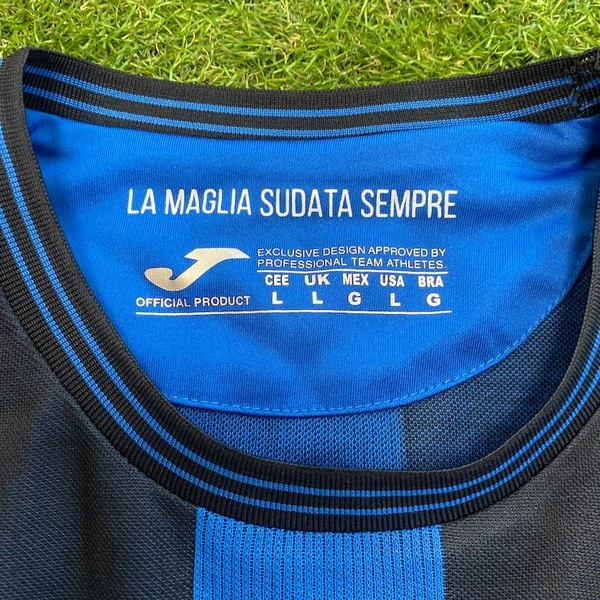 LA MAGLIA SUDATA SEMPRE
EXCLUSIVE DESIGN APPROVED BY
PROFESSIONAL TEAM ATHLETES.
CEE UK MEX USA BRA
OFFICIAL PRODUCT L L G L G